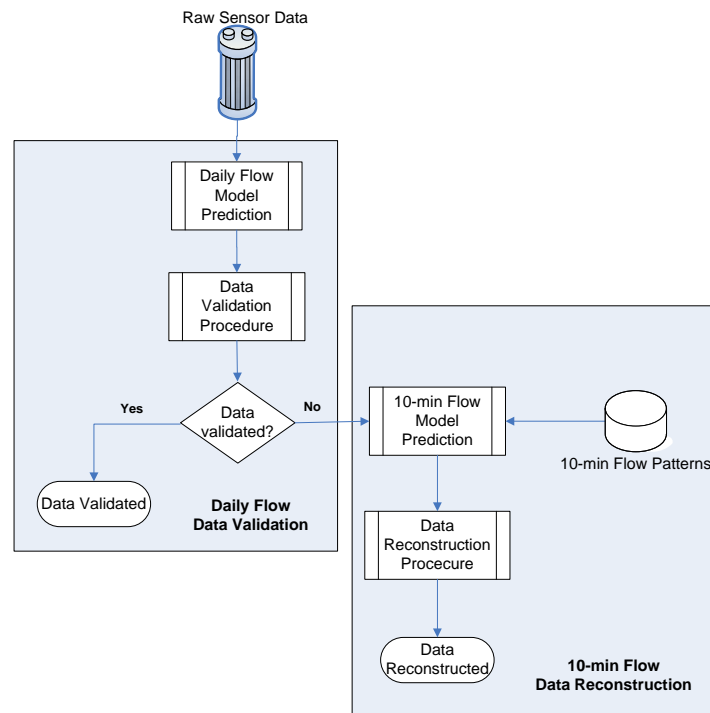 Raw Sensor Data
Daily Flow
Model
Prediction
Data
Validation
Procedure
Data
validated?
Yes
No
Data Validated
Daily Flow
Data Validation
10-min Flow
Model
Prediction
10-min Flow Patterns
Data
Reconstruction
Procecure
Data
Reconstructed
10-min Flow
Data Reconstruction